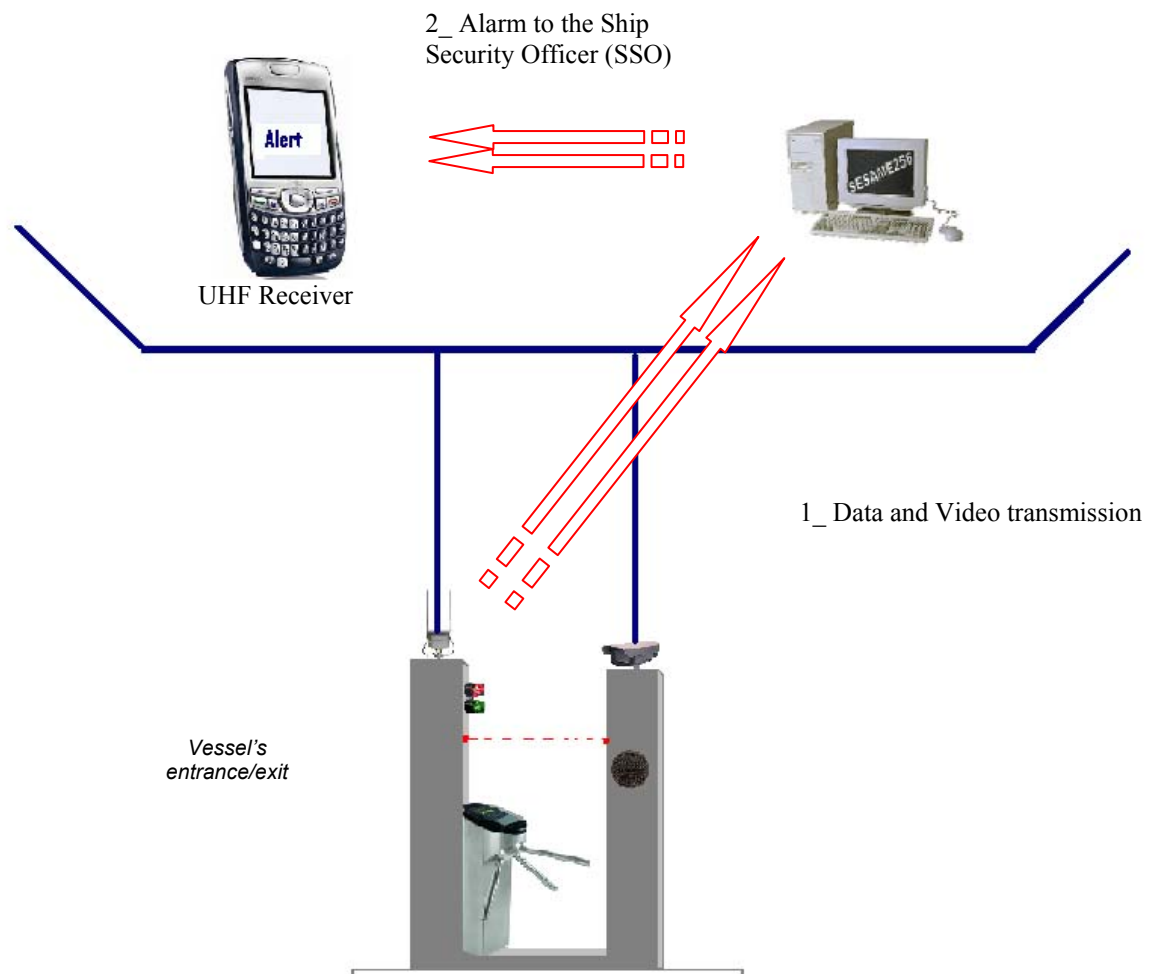 2_ Alarm to the Ship
Security Officer (SSO)
Alert
SESAME256
UHF Receiver
1_ Data and Video transmission
Vessel's
entrance/exit